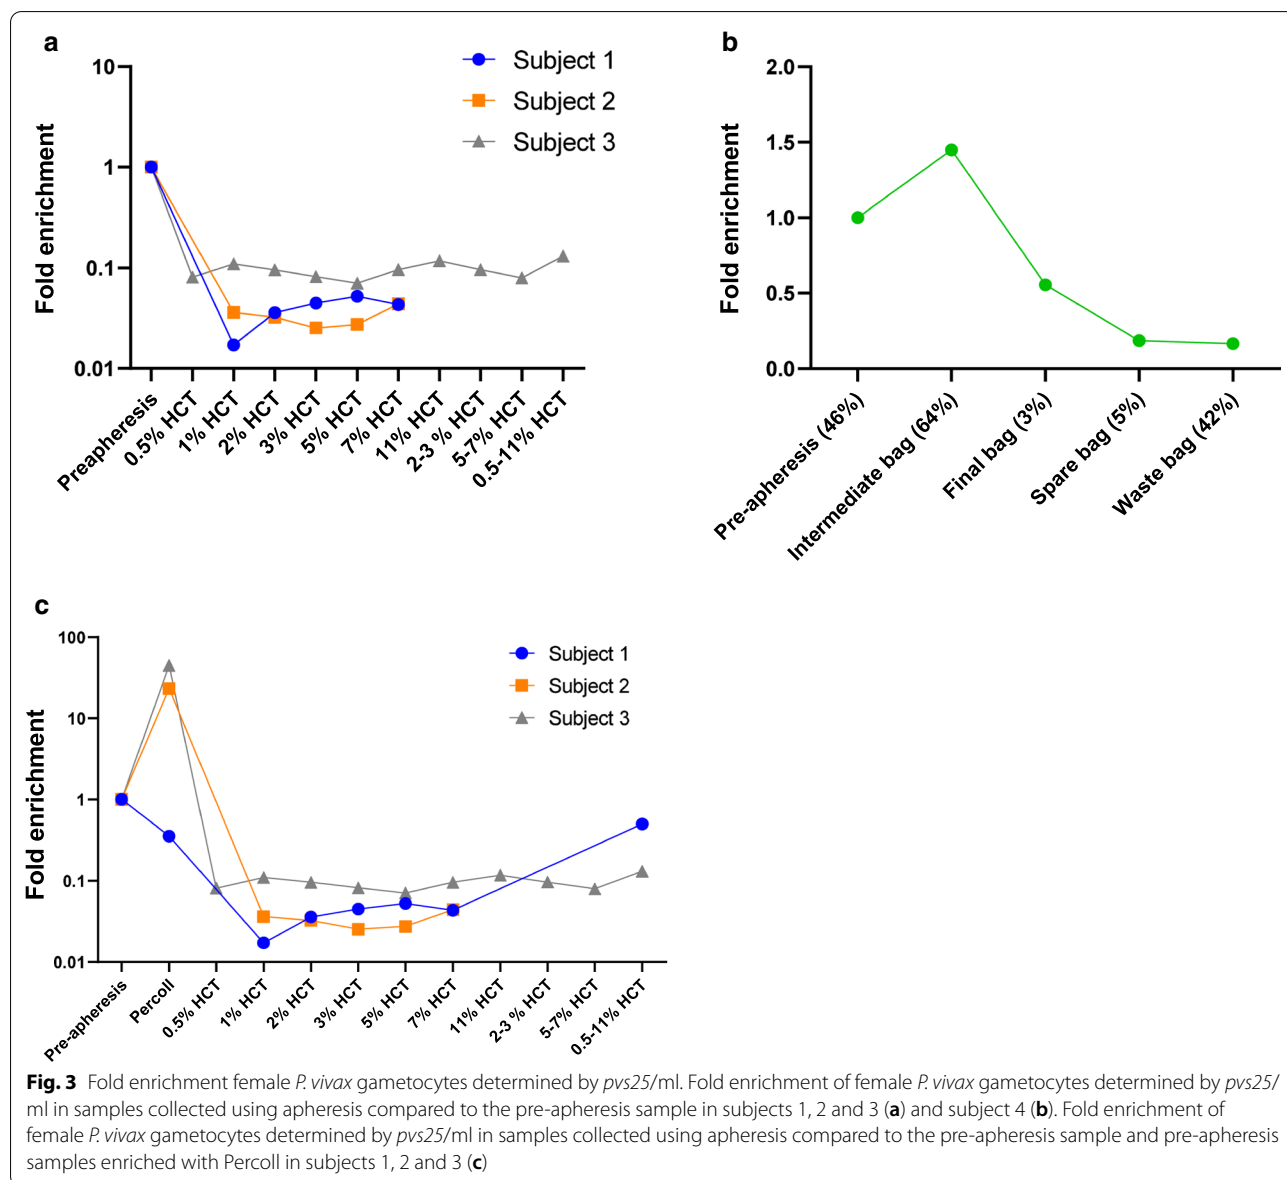 a
Subject 1
Subject 2
Subject 3
Fold enrichment
10
1
0.1
0.01
Preapheresis
0.5% HCT
1% HCT
2% HCT
3% HCT
5% HCT
7% HCT
11% HCT
2-3 % HCT
5-7% HCT
0.5-11% HCT
b
Fold enrichment
2.0
1.5
1.0
0.5
0.0
Pre-apheresis (46%)
Intermediate bag (64%)
Final bag (3%)
Spare bag (5%)
Waste bag (42%)
c
Subject 1
Subject 2
Subject 3
Fold enrichment
100
10
1
0.1
0.01
Pre-apheresis
Percoll
0.5% HCT
1% HCT
2% HCT
3% HCT
5% HCT
7% HCT
11% HCT
2-3 % HCT
5-7% HCT
0.5-11% HCT
Fig. 3 Fold enrichment female P. vivax gametocytes determined by pvs25/ml. Fold enrichment of female P. vivax gametocytes determined by pvs25/
ml in samples collected using apheresis compared to the pre-apheresis sample in subjects 1, 2 and 3 (a) and subject 4 (b). Fold enrichment of
female P. vivax gametocytes determined by pvs25/ml in samples collected using apheresis compared to the pre-apheresis sample and pre-apheresis
samples enriched with Percoll in subjects 1, 2 and 3 (c)